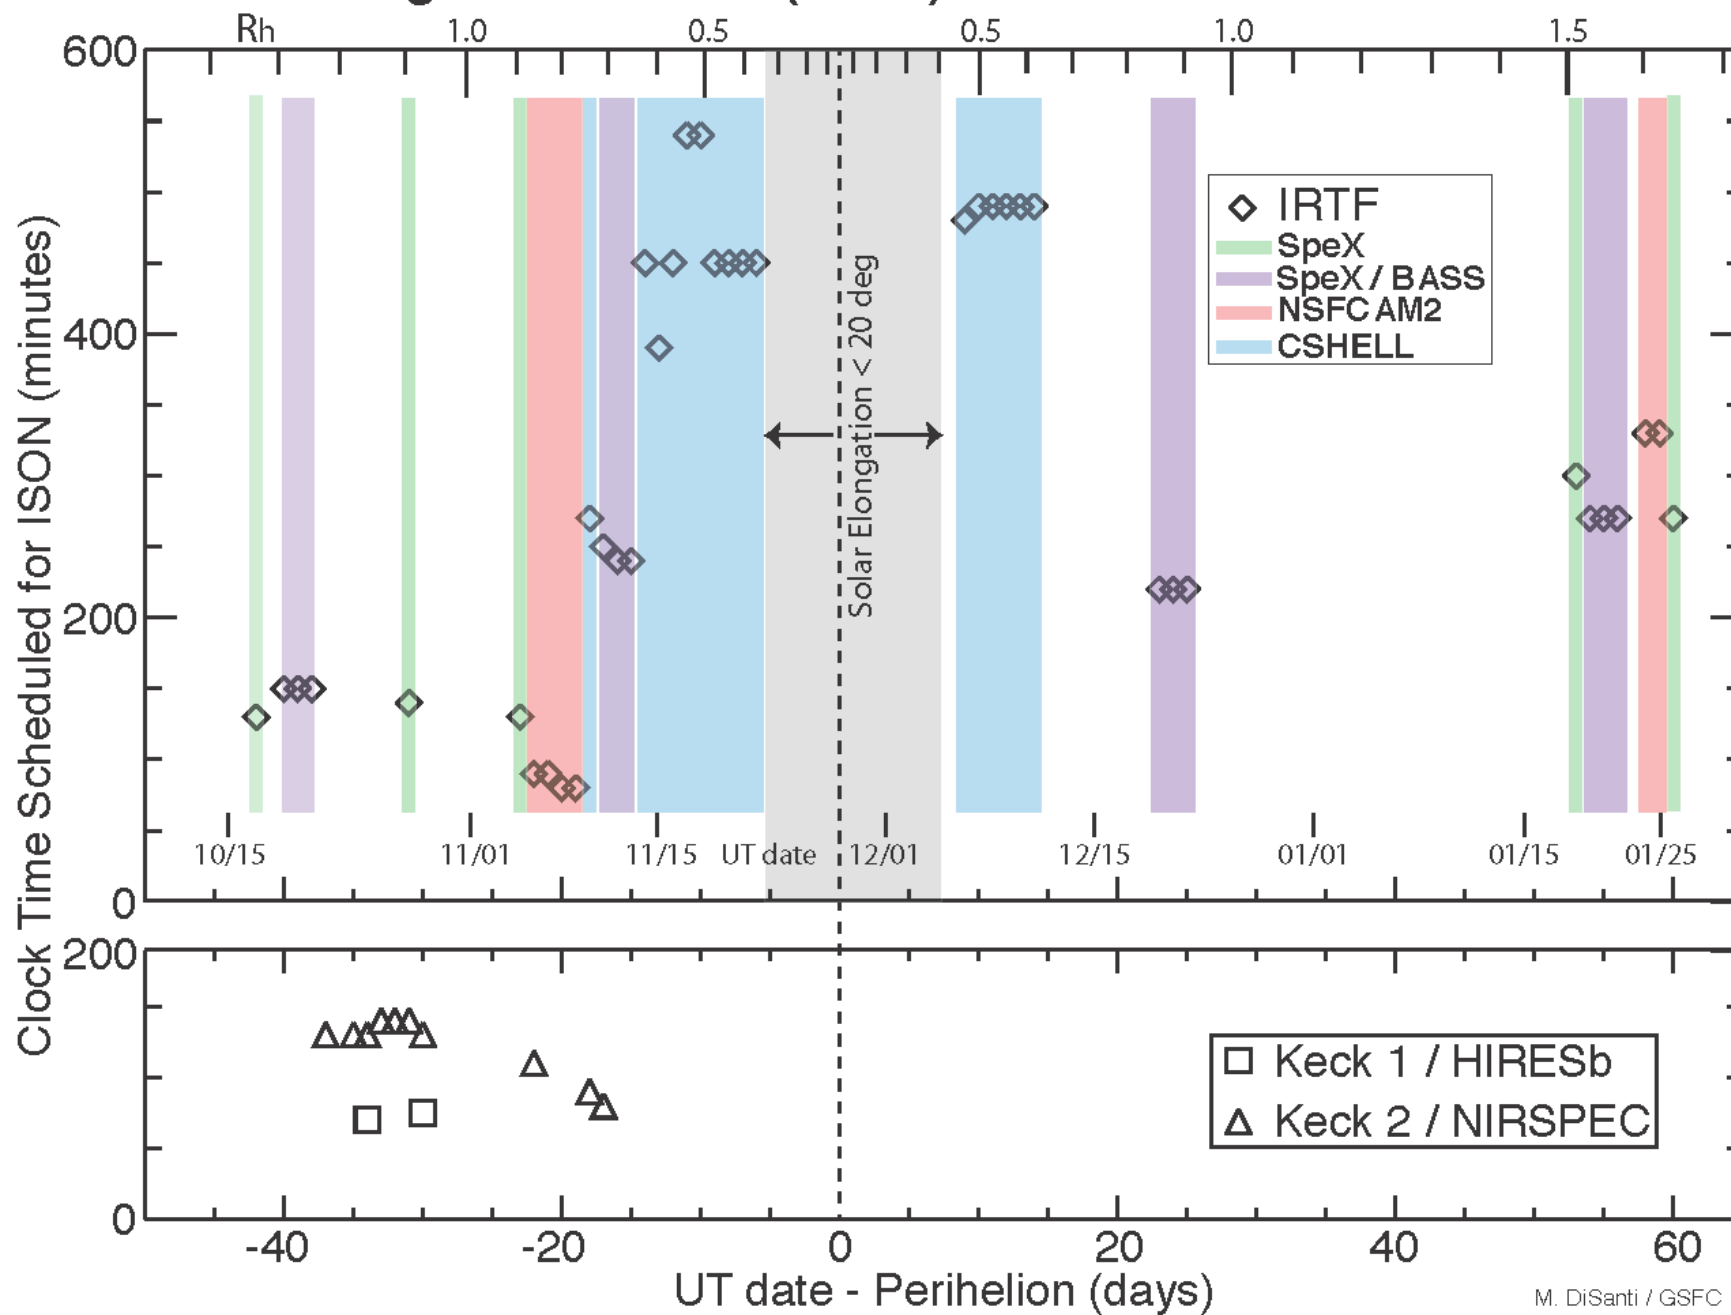 Rh 1.0 0.5 0.5 1.0 1.5
600
400
200
0
Clock Time Scheduled for ISON (minutes)
IRTF
SpeX
SpeX / BASS
NSFCAM2
CSHELL
Solar Elongation < 20 deg
10/15 11/01 11/15 UT date 12/01 12/15 01/01 01/15 01/25
200
0
Keck 1 / HIRESb
Keck 2 / NIRSPEC
-40 -20 0 20 40 60
UT date - Perihelion (days)
M. DiSanti / GSFC